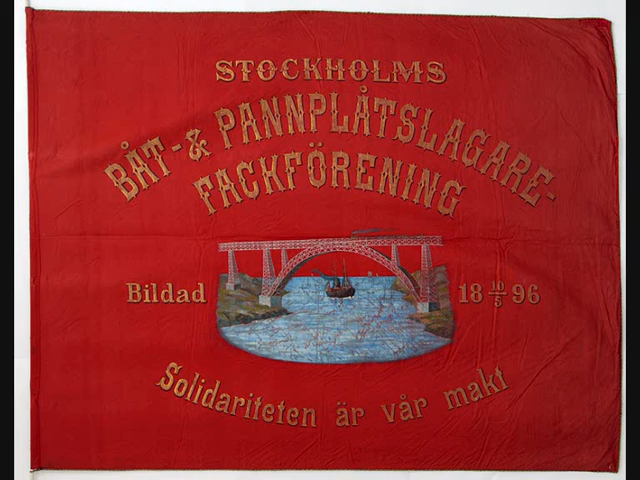 STOCKHOLMS
BÅT- & PANNPLÅTSLAGARE-
FACKFÖRENING
Bildad 18 10/5 96
Solidariteten är vår makt